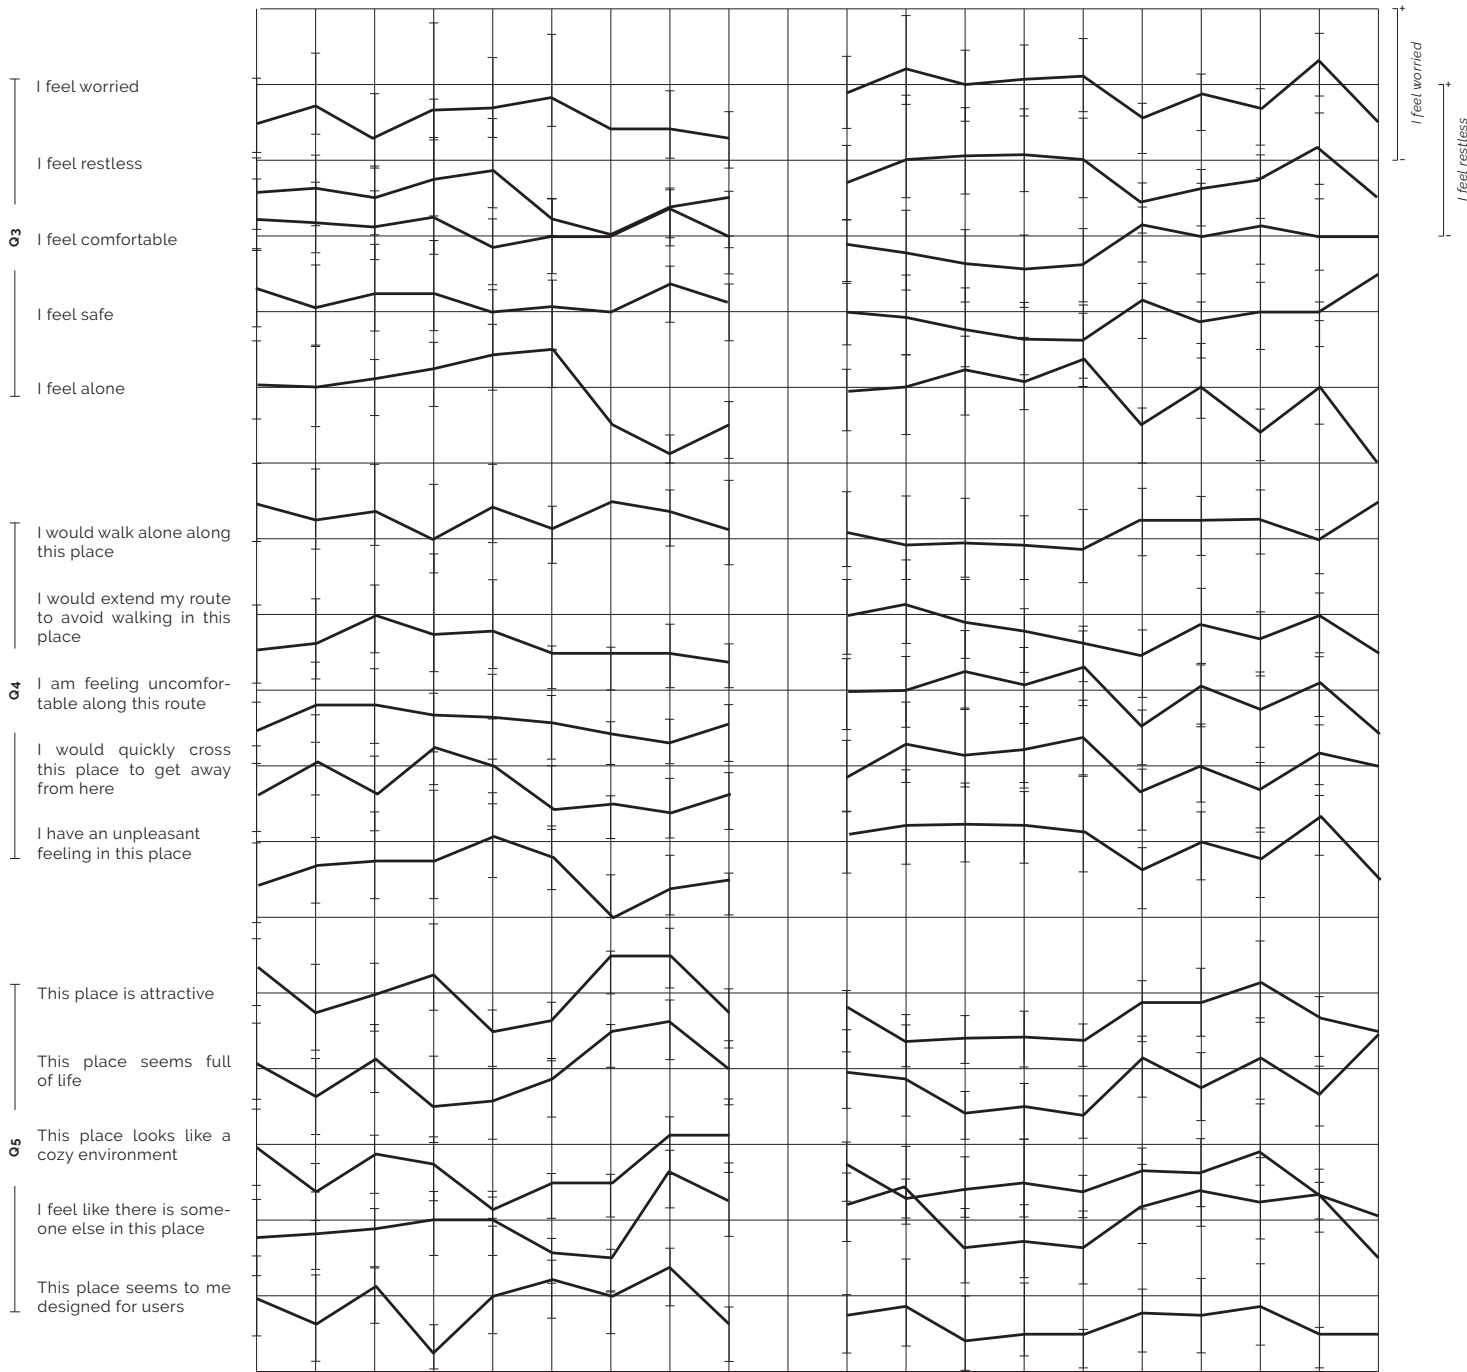 I feel worried
I feel restless
Q3
I feel comfortable
I feel safe
I feel alone
I would walk alone along
this place
I would extend my route
to avoid walking in this
place
Q4
I am feeling uncomfor-
table along this route
I would quickly cross
this place to get away
from here
I have an unpleasant
feeling in this place
This place is attractive
This place seems full
of life
Q5
This place looks like a
cozy environment
I feel like there is some-
one else in this place
This place seems to me
designed for users
+
I feel worried
-
+
I feel restless
-